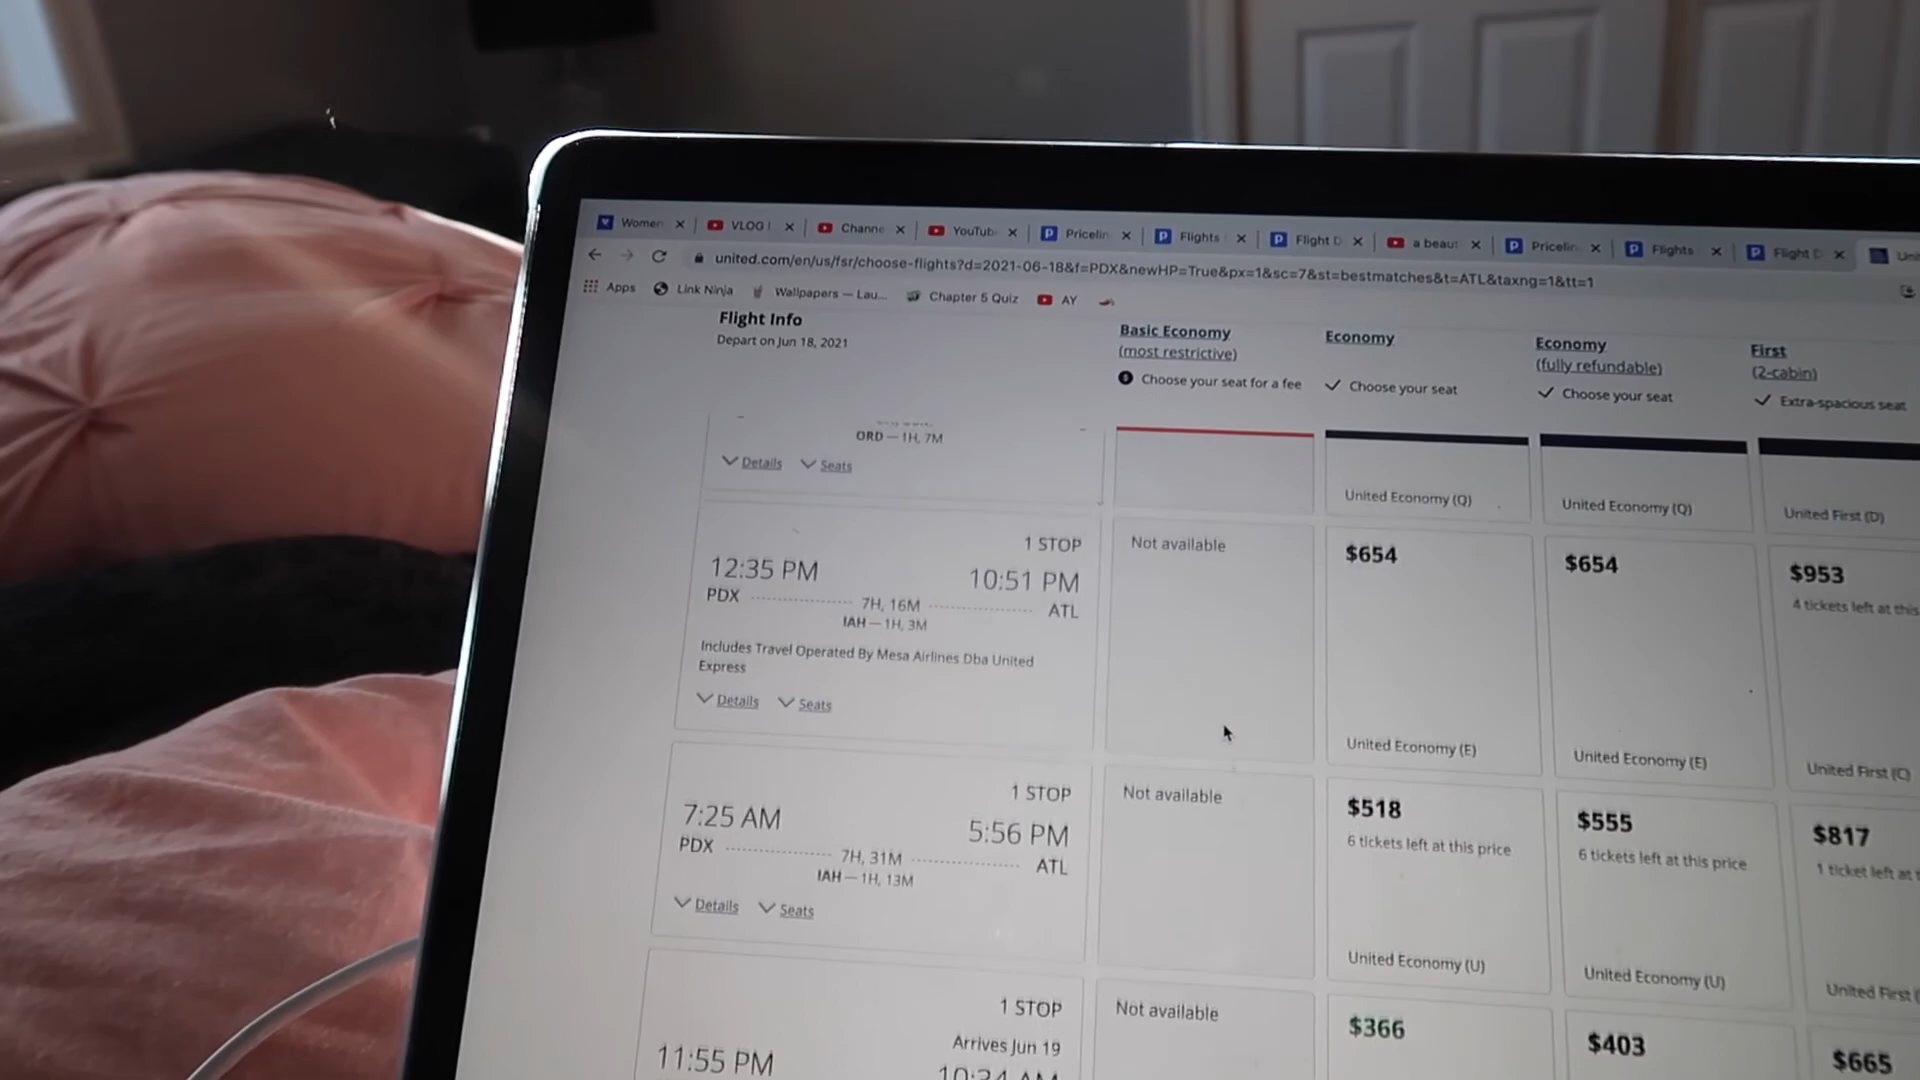 Women
VLOG
Channe
YouTub
Pricelin
Flights
Flight D
a beaut
Pricelin
Flights
Flight D
Uni
united.com/en/us/fsr/choose-flights?d=2021-06-18&f=PDX&newHP=True&px=1&sc=7&st=bestmatches&t=ATL&taxng=1&tt=1
Apps
Link Ninja
Wallpapers — Lau...
Chapter 5 Quiz
AY
Flight Info
Depart on Jun 18, 2021
Basic Economy
(most restrictive)
Choose your seat for a fee
Economy
Choose your seat
Economy
(fully refundable)
Choose your seat
First
(2-cabin)
Extra-spacious seat
ORD — 1H, 7M
Details Seats
United Economy (Q)
United Economy (Q)
United First (D)
1 STOP
12:35 PM 10:51 PM
PDX 7H, 16M ATL
IAH — 1H, 3M
Includes Travel Operated By Mesa Airlines Dba United
Express
Details Seats
Not available
$654
United Economy (E)
$654
United Economy (E)
$953
4 tickets left at this
United First (C)
1 STOP
7:25 AM 5:56 PM
PDX 7H, 31M ATL
IAH — 1H, 13M
Details Seats
Not available
$518
6 tickets left at this price
United Economy (U)
$555
6 tickets left at this price
United Economy (U)
$817
1 ticket left at t
United First (
1 STOP
Arrives Jun 19
11:55 PM 10:34 AM
Not available
$366
$403
$665